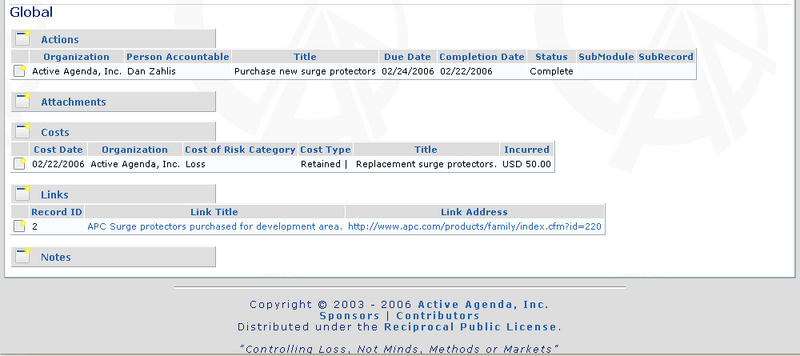 Global
Actions
Organization Person Accountable Title Due Date Completion Date Status SubModule SubRecord
Active Agenda, Inc. Dan Zahlis Purchase new surge protectors 02/24/2006 02/22/2006 Complete
Attachments
Costs
Cost Date Organization Cost of Risk Category Cost Type Title Incurred
02/22/2006 Active Agenda, Inc. Loss Retained | Replacement surge protectors. USD 50.00
Links
Record ID Link Title Link Address
2 APC Surge protectors purchased for development area. http://www.apc.com/products/family/index.cfm?id=220
Notes
Copyright © 2003 - 2006 Active Agenda, Inc.
Sponsors | Contributors
Distributed under the Reciprocal Public License.
"Controlling Loss, Not Minds, Methods or Markets"